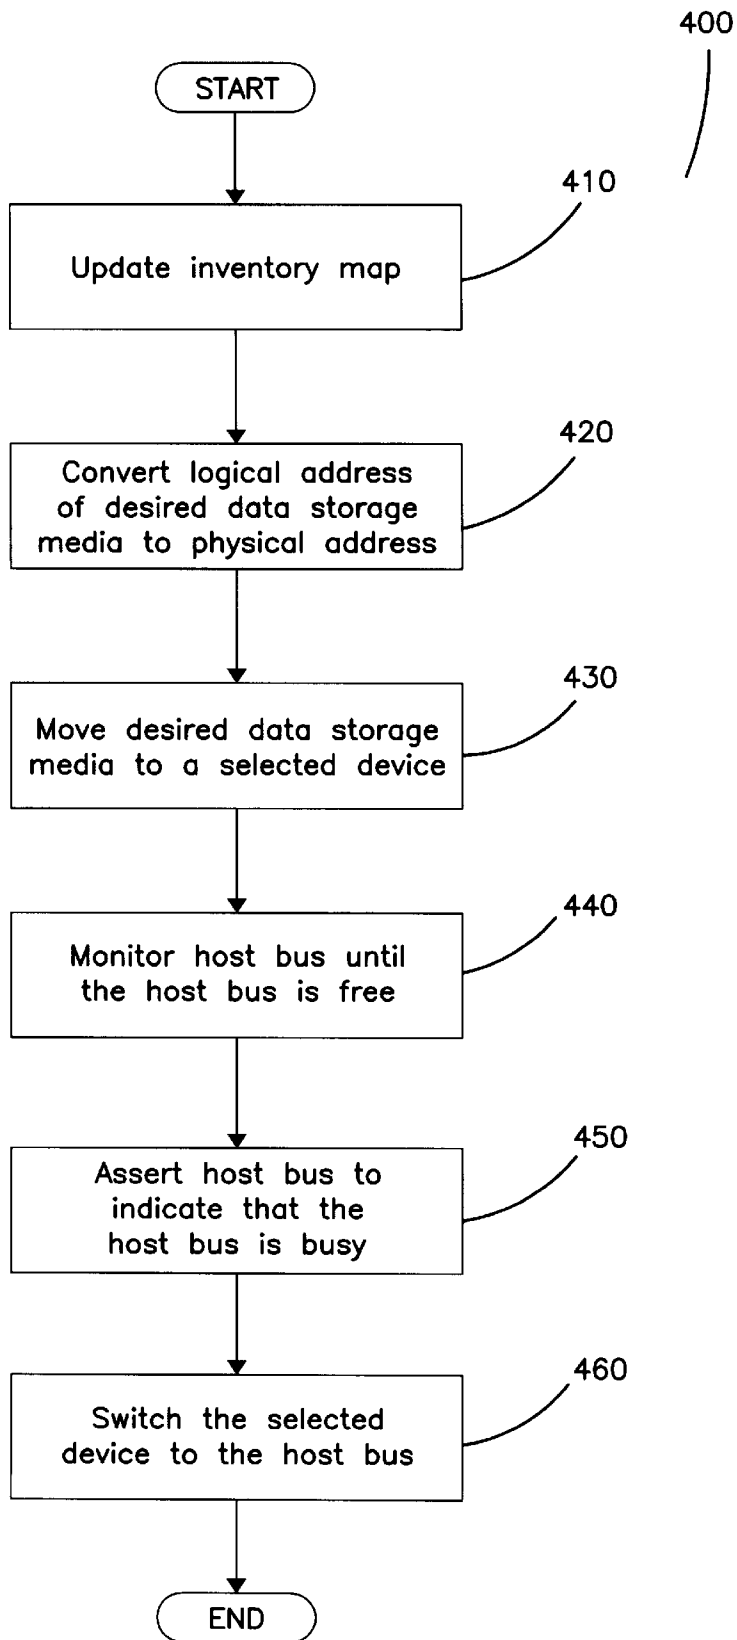 400
START
410
Update inventory map
420
Convert logical address
of desired data storage
media to physical address
430
Move desired data storage
media to a selected device
440
Monitor host bus until
the host bus is free
450
Assert host bus to
indicate that the
host bus is busy
460
Switch the selected
device to the host bus
END